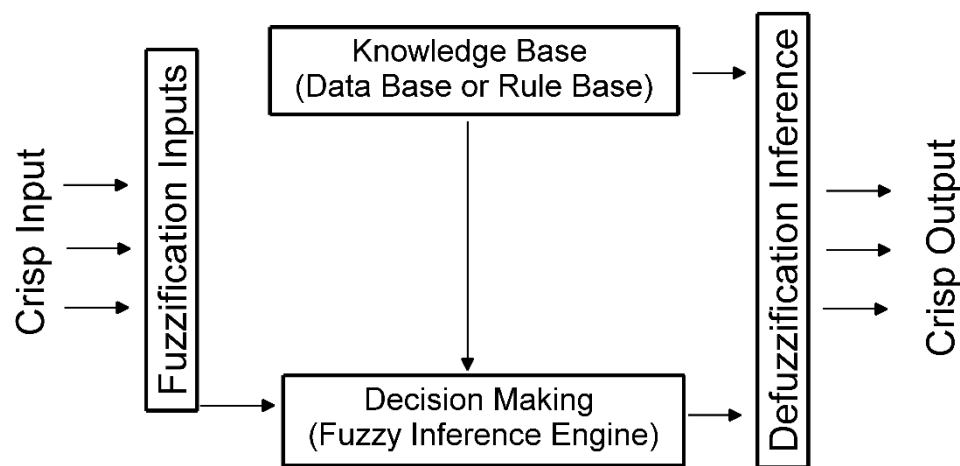 Crisp Input
Fuzzification Inputs
Knowledge Base
(Data Base or Rule Base)
Decision Making
(Fuzzy Inference Engine)
Defuzzification Inference
Crisp Output